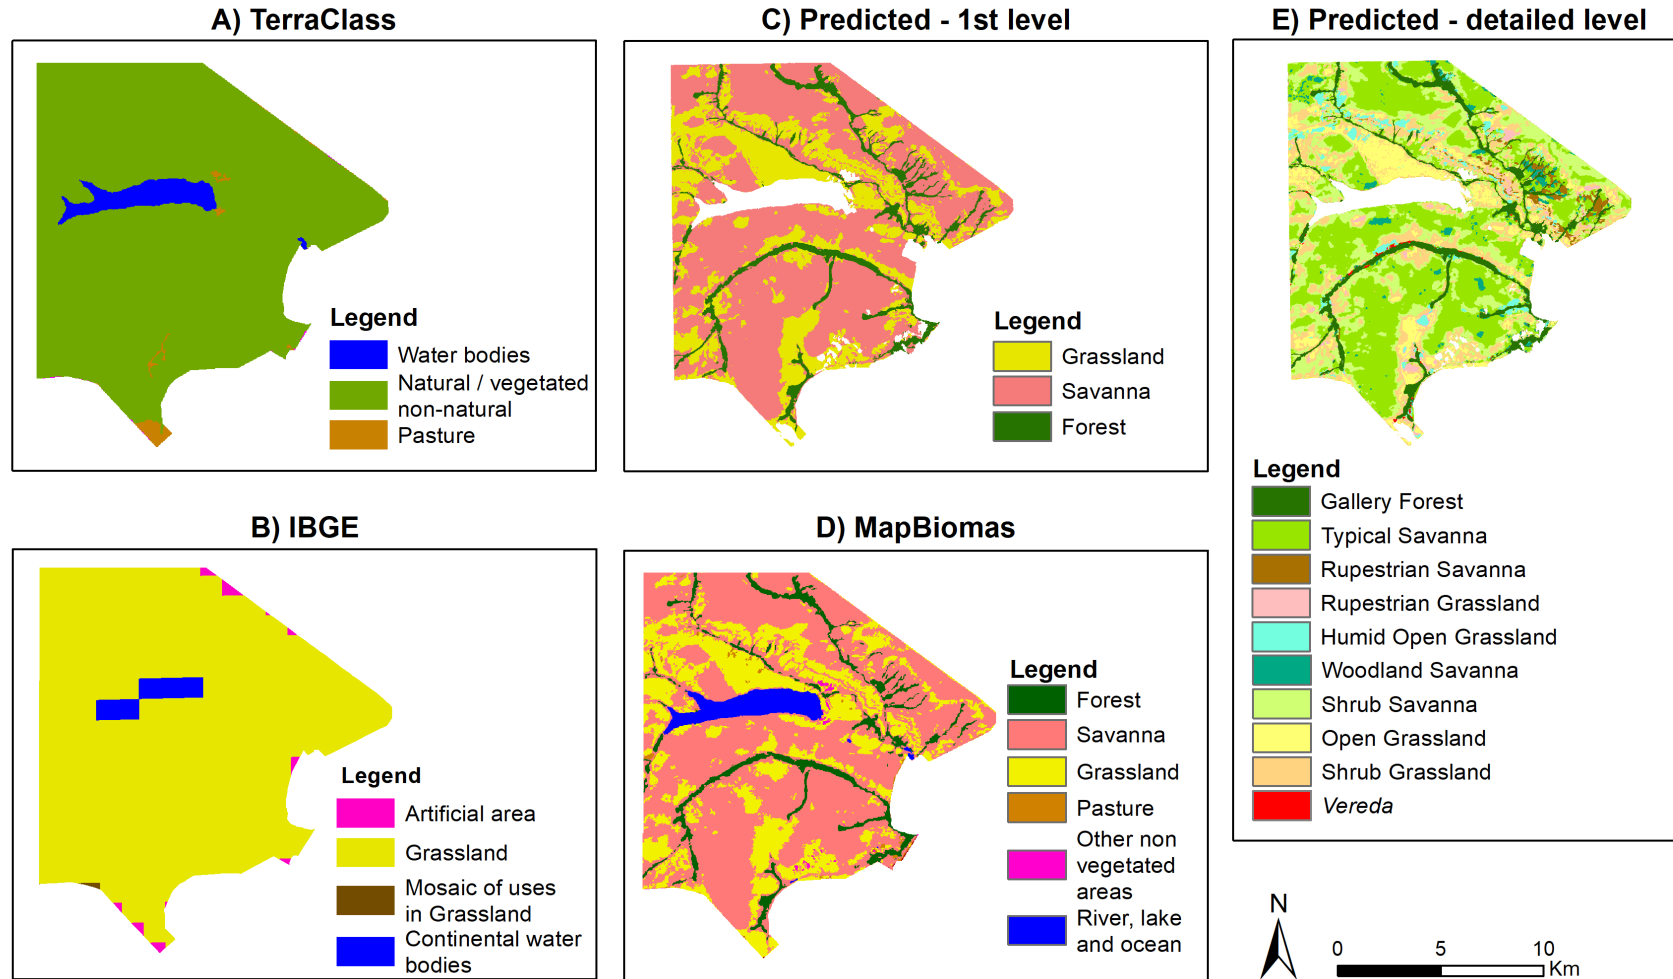 A) TerraClass
Legend
Water bodies
Natural / vegetated
non-natural
Pasture
B) IBGE
Legend
Artificial area
Grassland
Mosaic of uses
in Grassland
Continental water
bodies
C) Predicted - 1st level
Legend
Grassland
Savanna
Forest
D) MapBiomas
Legend
Forest
Savanna
Grassland
Pasture
Other non
vegetated
areas
River, lake
and ocean
E) Predicted - detailed level
Legend
Gallery Forest
Typical Savanna
Rupestrian Savanna
Rupestrian Grassland
Humid Open Grassland
Woodland Savanna
Shrub Savanna
Open Grassland
Shrub Grassland
Vereda
N
0 5 10
Km